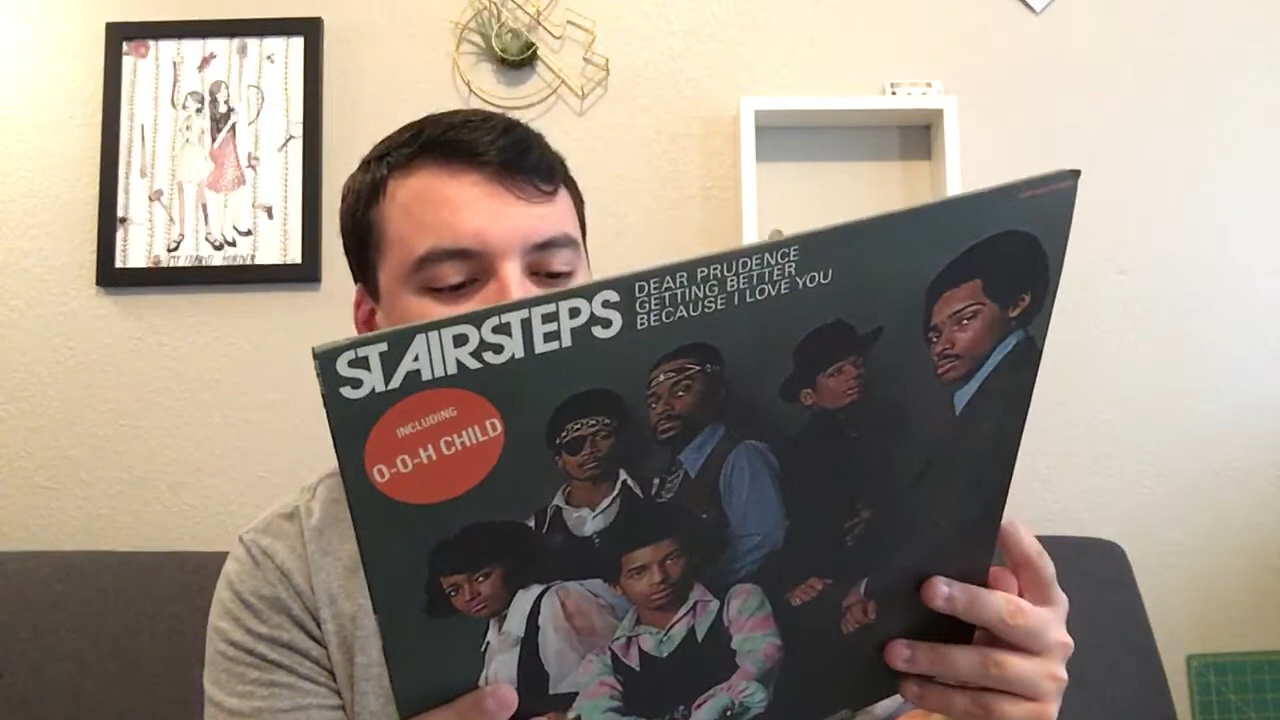 STAIRSTEPS
DEAR PRUDENCE
GETTING BETTER
BECAUSE I LOVE YOU
INCLUDING
O-O-H CHILD